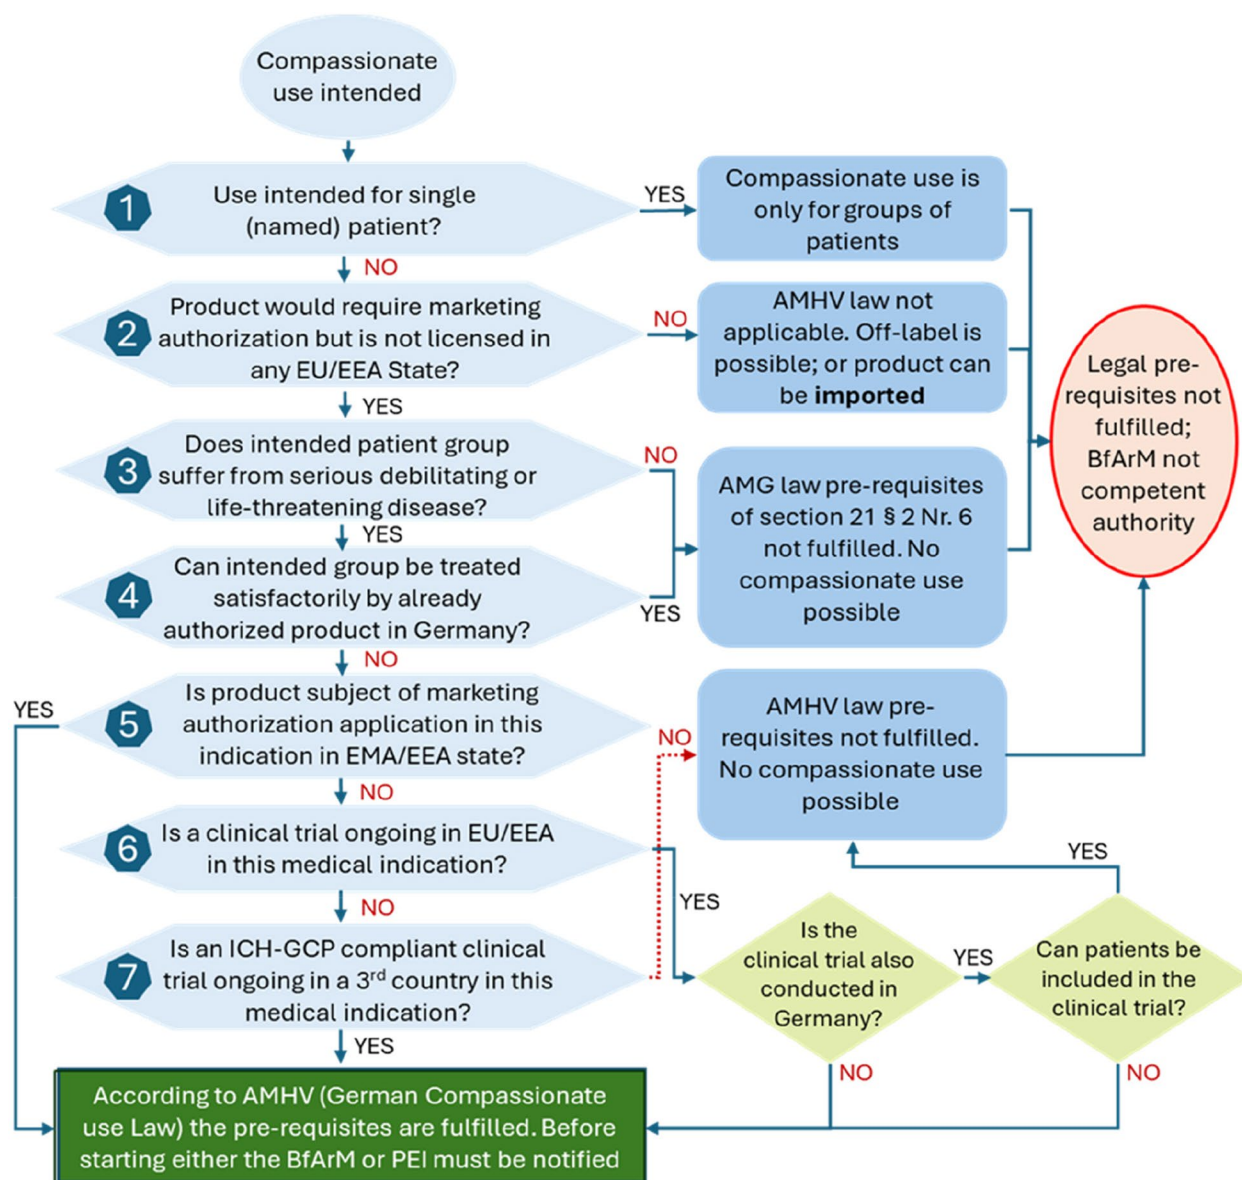 Compassionate
use intended
1
Use intended for single
(named) patient?
YES
Compassionate use is
only for groups of
patients
NO
2
Product would require marketing
authorization but is not licensed in
any EU/EEA State?
NO
AMHV law not
applicable. Off-label is
possible; or product can
be imported
YES
3
Does intended patient group
suffer from serious debilitating or
life-threatening disease?
NO
AMG law pre-requisites
of section 21 § 2 Nr. 6
not fulfilled. No
compassionate use
possible
Legal pre-
requisites not
fulfilled;
BfArM not
competent
authority
YES
4
Can intended group be treated
satisfactorily by already
authorized product in Germany?
YES
NO
5
Is product subject of marketing
authorization application in this
indication in EMA/EEA state?
YES
NO
AMHV law pre-
requisites not fulfilled.
No compassionate use
possible
NO
6
Is a clinical trial ongoing in EU/EEA
in this medical indication?
YES
NO
7
Is an ICH-GCP compliant clinical
trial ongoing in a 3rd country in this
medical indication?
Is the
clinical trial also
conducted in
Germany?
YES
Can patients be
included in the
clinical trial?
YES
NO
NO
YES
According to AMHV (German Compassionate
use Law) the pre-requisites are fulfilled. Before
starting either the BfArM or PEI must be notified